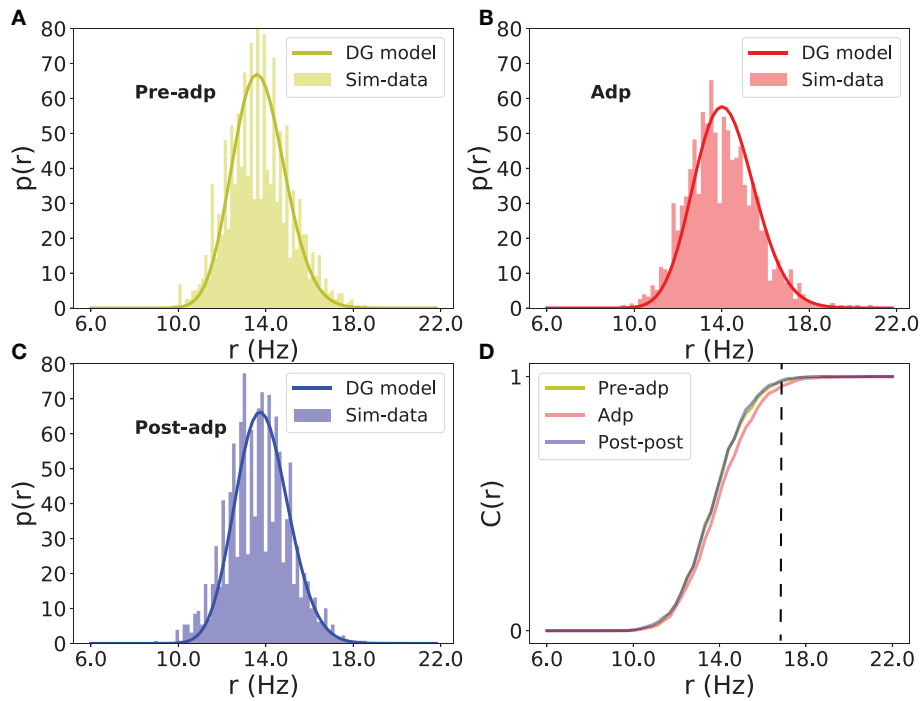 A
80
70
60
50
40
30
20
10
0
p(r)
Pre-adp
DG model
Sim-data
6.0 10.0 14.0 18.0 22.0
r (Hz)
B
80
70
60
50
40
30
20
10
0
p(r)
Adp
DG model
Sim-data
6.0 10.0 14.0 18.0 22.0
r (Hz)
C
80
70
60
50
40
30
20
10
0
p(r)
Post-adp
DG model
Sim-data
6.0 10.0 14.0 18.0 22.0
r (Hz)
D
1
0
C(r)
Pre-adp
Adp
Post-post
6.0 10.0 14.0 18.0 22.0
r (Hz)